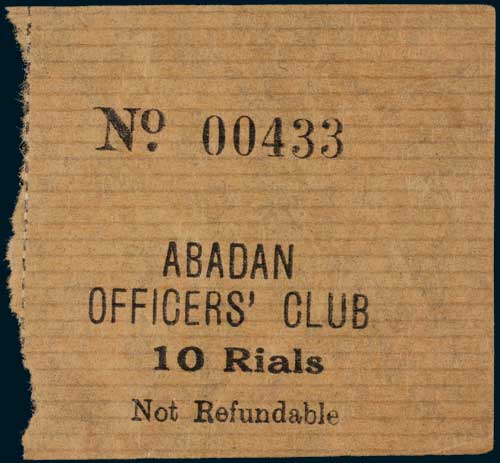 Nº. 00433
ABADAN
OFFICERS' CLUB
10 Rials
Not Refundable